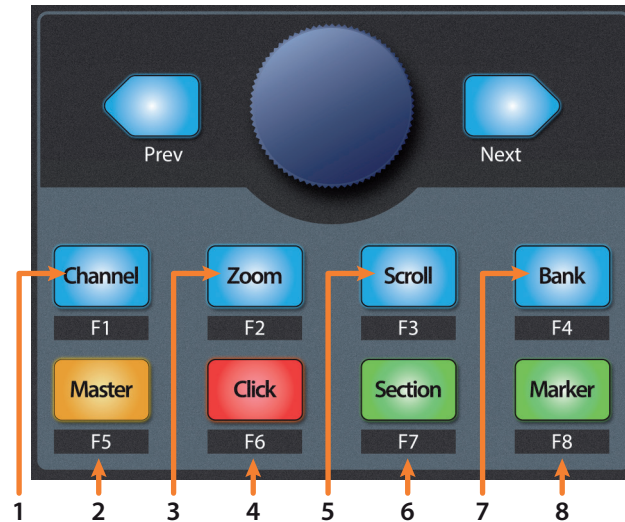 Prev Next
Channel Zoom Scroll Bank
F1 F2 F3 F4
Master Click Section Marker
F5 F6 F7 F8
1 2 3 4 5 6 7 8